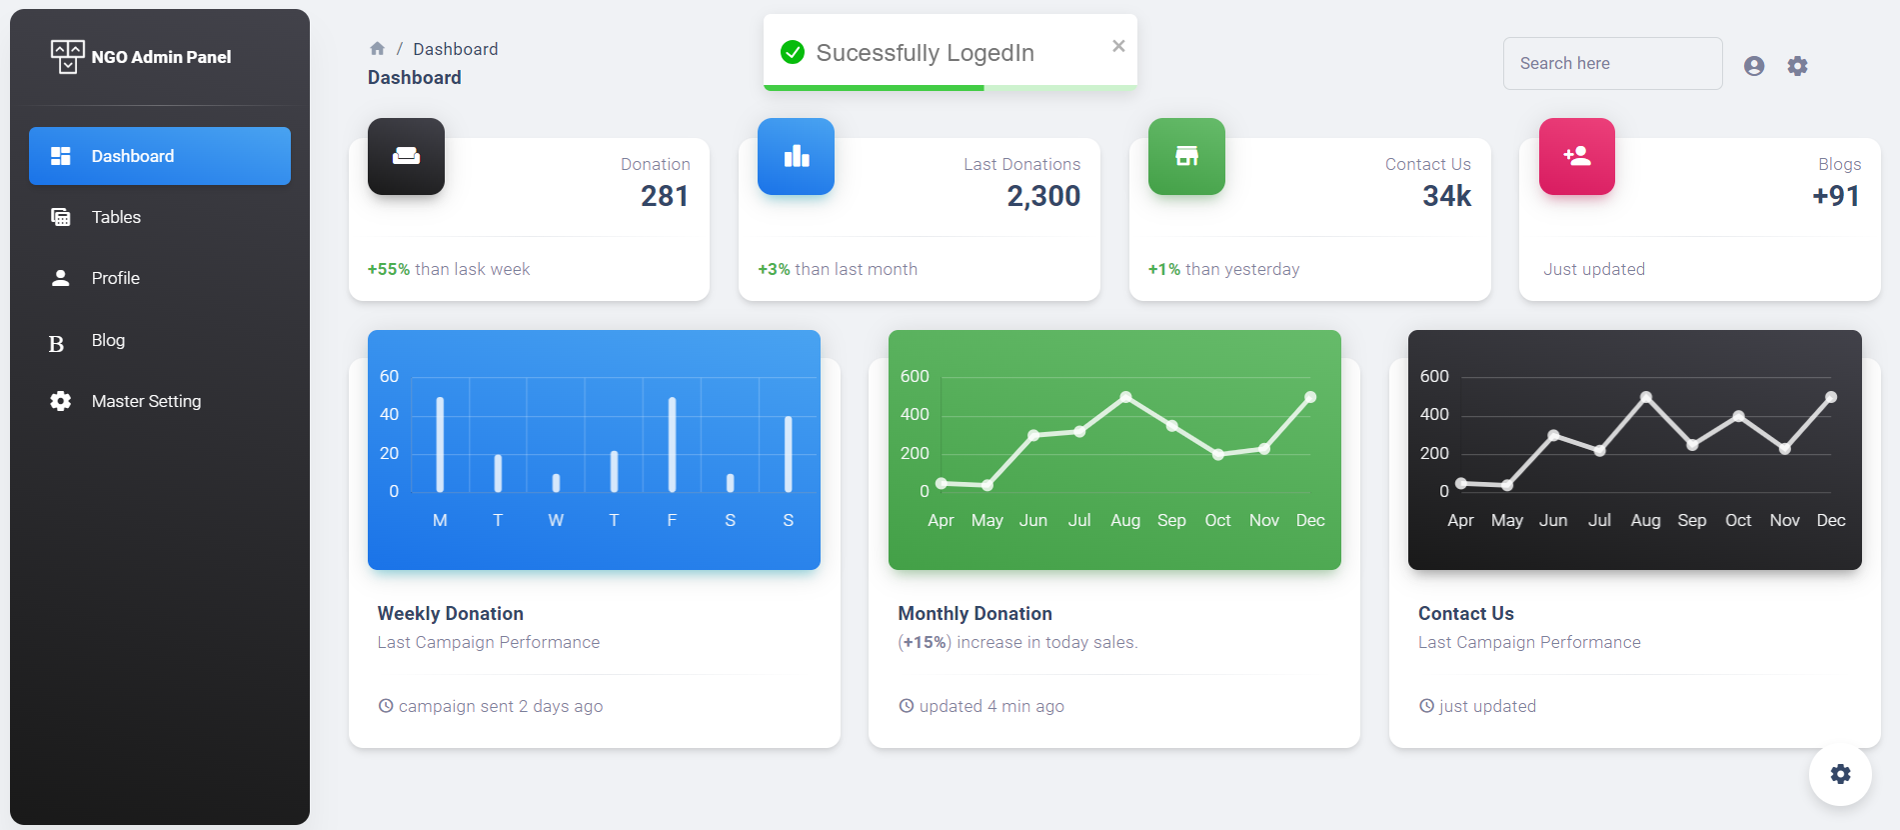 NGO Admin Panel
Dashboard
Tables
Profile
B Blog
Master Setting
/ Dashboard
Dashboard
Sucessfully LogedIn
×
Search here
Donation
281
+55% than lask week
Last Donations
2,300
+3% than last month
Contact Us
34k
+1% than yesterday
Blogs
+91
Just updated
60
40
20
0
M T W T F S S
Weekly Donation
Last Campaign Performance
campaign sent 2 days ago
600
400
200
0
Apr May Jun Jul Aug Sep Oct Nov Dec
Monthly Donation
(+15%) increase in today sales.
updated 4 min ago
600
400
200
0
Apr May Jun Jul Aug Sep Oct Nov Dec
Contact Us
Last Campaign Performance
just updated